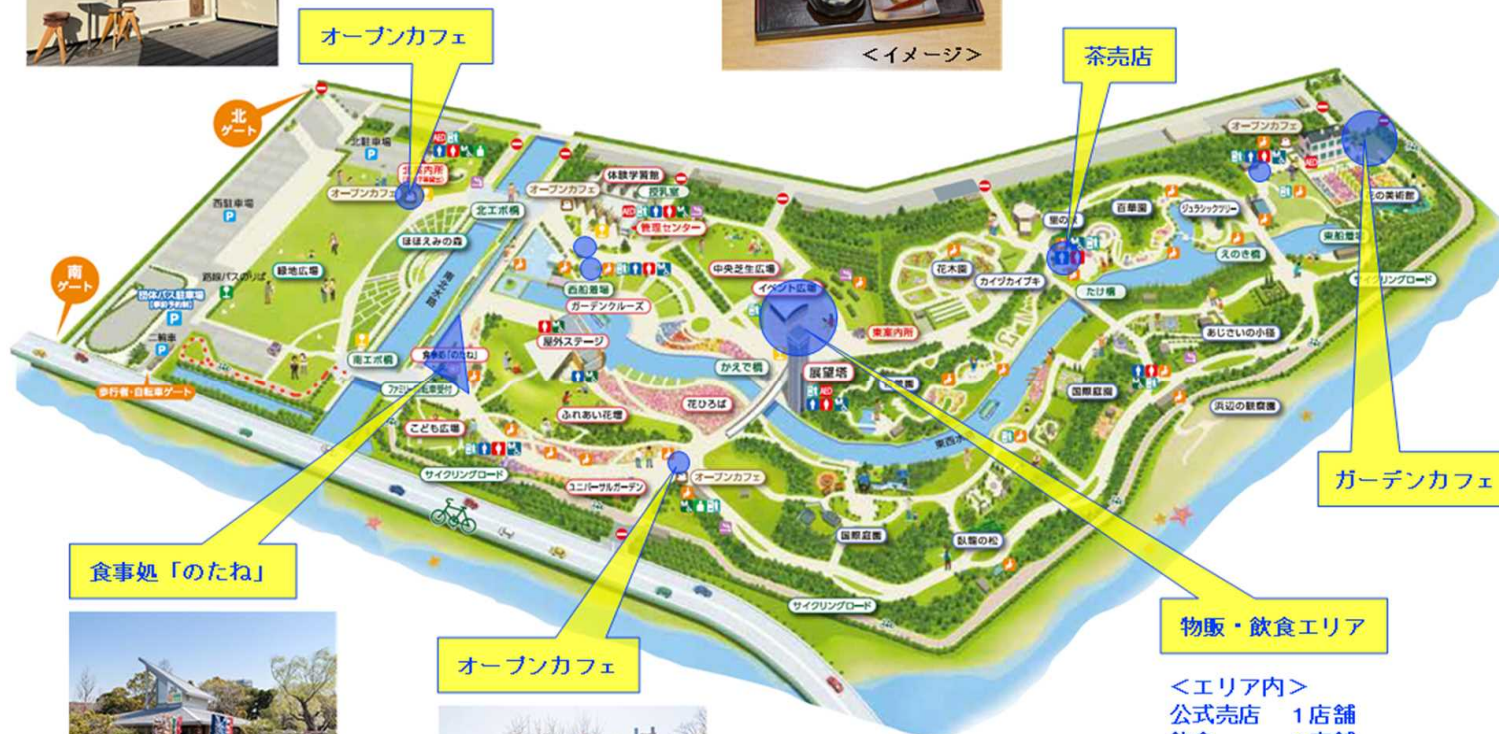 オープンカフェ
＜イメージ＞
茶売店
北
ゲート
北駐車場
P
AED
オープンカフェ
西駐車場
P
オープンカフェ
体験学習館
授乳室
AED
管理センター
北エボ橋
ほほえみの森
緑地広場
路線バスのりば
南
ゲート
団体バス駐車場
P
二輪車
P
歩行者・自転車ゲート
南エボ橋
食事処「のたね」
こども広場
サイクリングロード
西船着場
ガーデンクルーズ
屋外ステージ
ふれあい花壇
ユニバーサルガーデン
花ひろば
かえで橋
中央芝生広場
イベント広場
東案内所
展望塔
AED
オープンカフェ
花木園
カイヅカイブキ
百華園
ジュラシックツリー
たけ橋
えのき橋
オープンカフェ
AED
花の美術館
東船着場
サイクリングロード
あじさいの小径
国際庭園
浜辺の観察園
国際庭園
臥龍の松
サイクリングロード
ガーデンカフェ
食事処「のたね」
オープンカフェ
物販・飲食エリア
＜エリア内＞
公式売店　1店舗